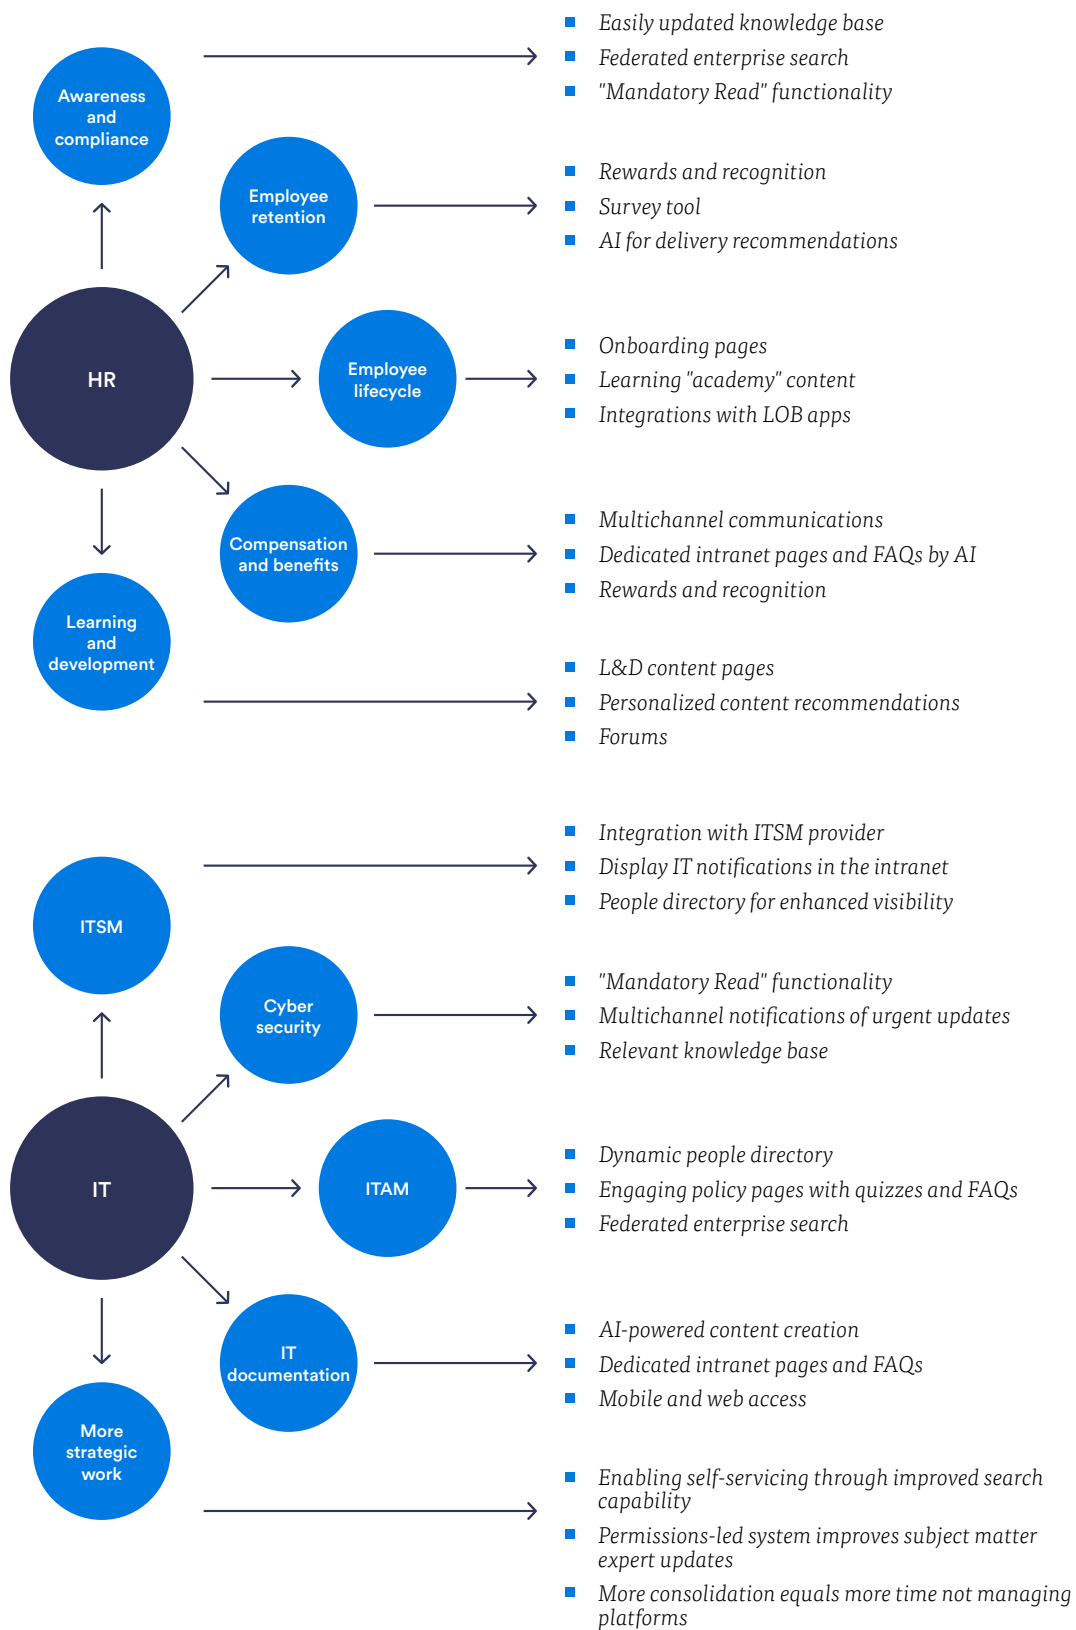 Easily updated knowledge base
Federated enterprise search
"Mandatory Read" functionality
Awareness
and
compliance
Rewards and recognition
Survey tool
AI for delivery recommendations
Employee
retention
HR
Onboarding pages
Learning "academy" content
Integrations with LOB apps
Employee
lifecycle
Multichannel communications
Dedicated intranet pages and FAQs by AI
Rewards and recognition
Compensation
and benefits
Learning
and
development
L&D content pages
Personalized content recommendations
Forums
Integration with ITSM provider
Display IT notifications in the intranet
People directory for enhanced visibility
ITSM
"Mandatory Read" functionality
Multichannel notifications of urgent updates
Relevant knowledge base
Cyber
security
IT
Dynamic people directory
Engaging policy pages with quizzes and FAQs
Federated enterprise search
ITAM
AI-powered content creation
Dedicated intranet pages and FAQs
Mobile and web access
IT
documentation
More
strategic
work
Enabling self-servicing through improved search
capability
Permissions-led system improves subject matter
expert updates
More consolidation equals more time not managing
platforms